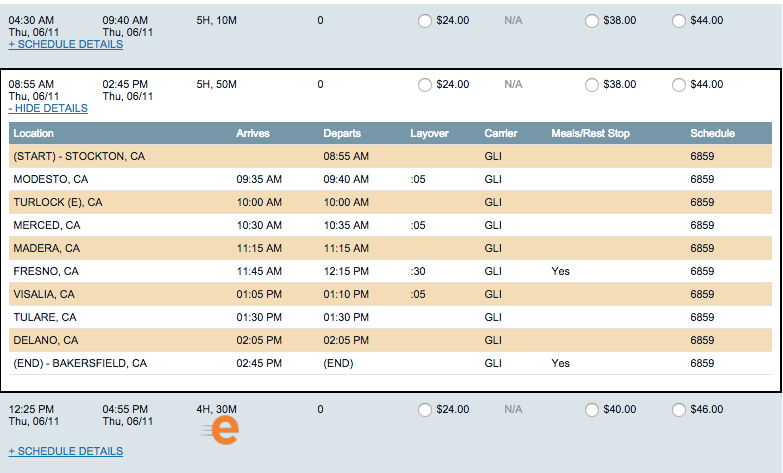 04:30 AM 09:40 AM 5H, 10M 0 $24.00 N/A $38.00 $44.00
Thu, 06/11 Thu, 06/11
+ SCHEDULE DETAILS
08:55 AM 02:45 PM 5H, 50M 0 $24.00 N/A $38.00 $44.00
Thu, 06/11 Thu, 06/11
- HIDE DETAILS
Location Arrives Departs Layover Carrier Meals/Rest Stop Schedule
(START) - STOCKTON, CA 08:55 AM GLI 6859
MODESTO, CA 09:35 AM 09:40 AM :05 GLI 6859
TURLOCK (E), CA 10:00 AM 10:00 AM GLI 6859
MERCED, CA 10:30 AM 10:35 AM :05 GLI 6859
MADERA, CA 11:15 AM 11:15 AM GLI 6859
FRESNO, CA 11:45 AM 12:15 PM :30 GLI Yes 6859
VISALIA, CA 01:05 PM 01:10 PM :05 GLI 6859
TULARE, CA 01:30 PM 01:30 PM GLI 6859
DELANO, CA 02:05 PM 02:05 PM GLI 6859
(END) - BAKERSFIELD, CA 02:45 PM (END) GLI Yes 6859
12:25 PM 04:55 PM 4H, 30M 0 $24.00 N/A $40.00 $46.00
Thu, 06/11 Thu, 06/11
e
+ SCHEDULE DETAILS